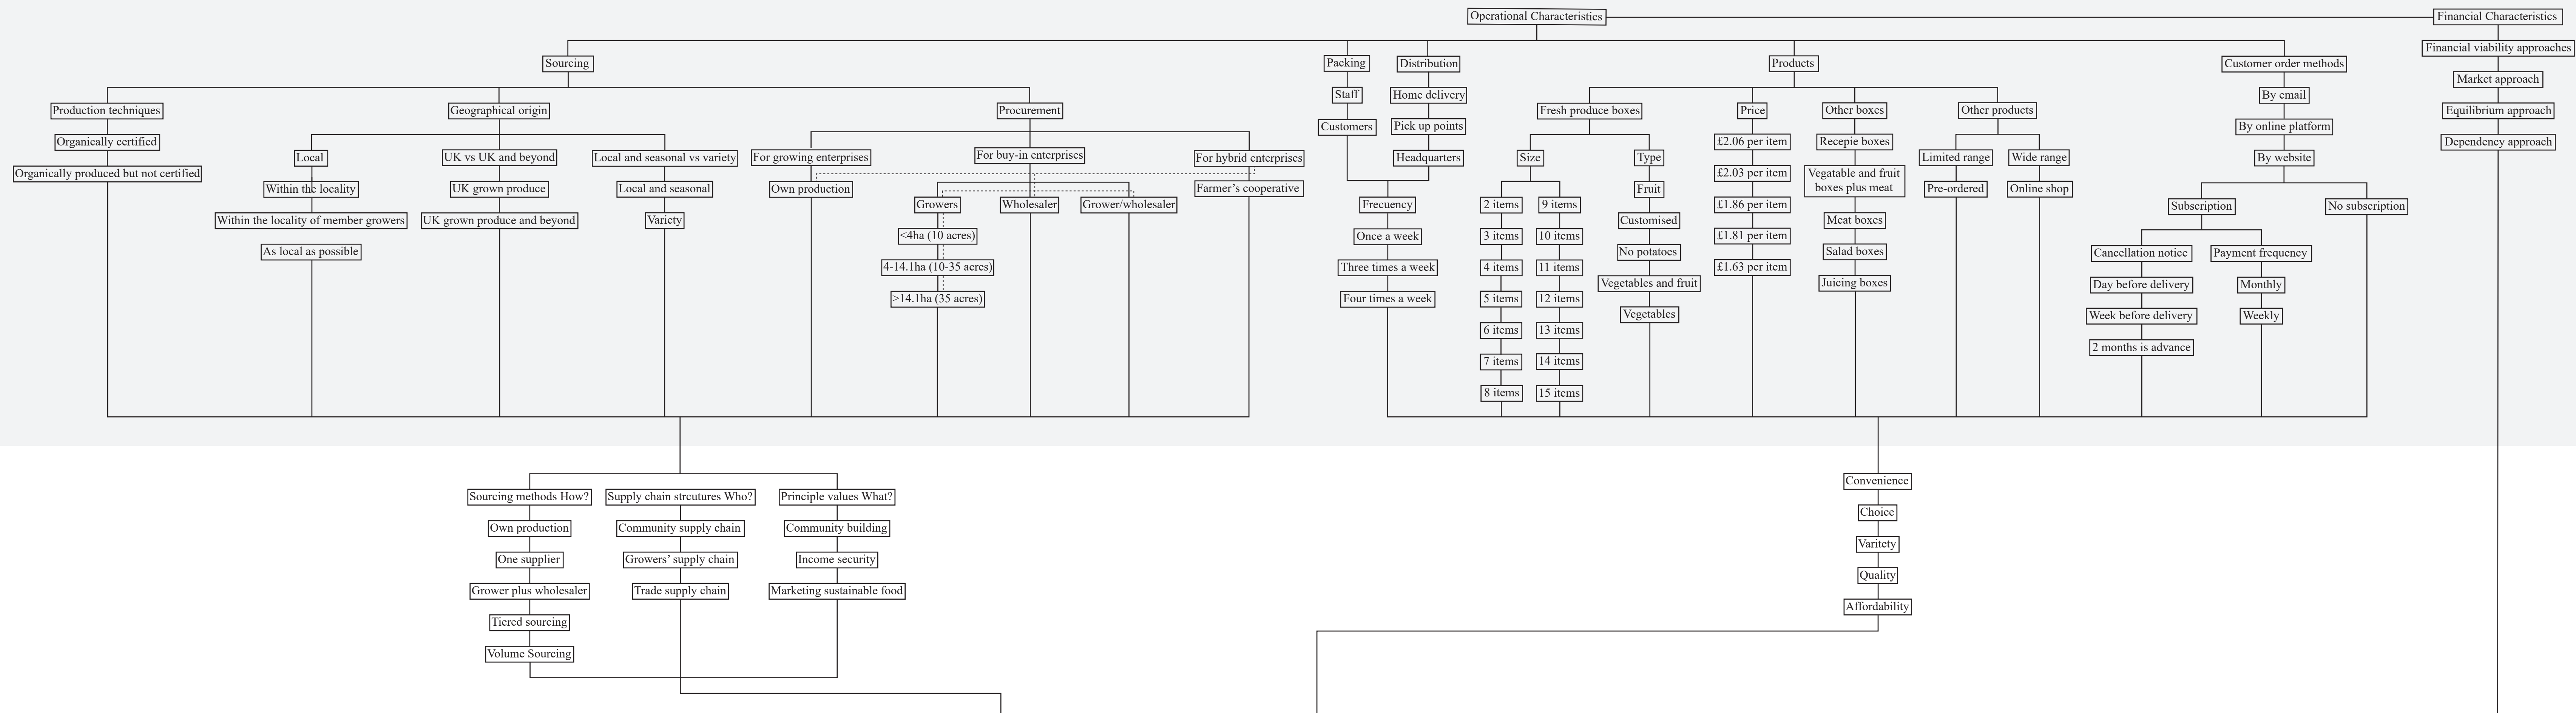 Operational Characteristics
Financial Characteristics
Sourcing
Packing
Distribution
Products
Customer order methods
Financial viability approaches
Market approach
Equilibrium approach
Dependency approach
Production techniques
Organically certified
Organically produced but not certified
Geographical origin
Local
Within the locality
Within the locality of member growers
As local as possible
UK vs UK and beyond
UK grown produce
UK grown produce and beyond
Local and seasonal vs variety
Local and seasonal
Variety
Procurement
For growing enterprises
Own production
For buy-in enterprises
Growers
<4ha (10 acres)
4-14.1ha (10-35 acres)
>14.1ha (35 acres)
Wholesaler
Grower/wholesaler
For hybrid enterprises
Farmer’s cooperative
Staff
Customers
Home delivery
Pick up points
Headquarters
Frecuency
Once a week
Three times a week
Four times a week
Fresh produce boxes
Size
2 items
3 items
4 items
5 items
6 items
7 items
8 items
9 items
10 items
11 items
12 items
13 items
14 items
15 items
Type
Fruit
Customised
No potatoes
Vegetables and fruit
Vegetables
Price
£2.06 per item
£2.03 per item
£1.86 per item
£1.81 per item
£1.63 per item
Other boxes
Recepie boxes
Vegatable and fruit
boxes plus meat
Meat boxes
Salad boxes
Juicing boxes
Other products
Limited range
Pre-ordered
Wide range
Online shop
By email
By online platform
By website
Subscription
No subscription
Cancellation notice
Day before delivery
Week before delivery
2 months is advance
Payment frequency
Monthly
Weekly
Sourcing methods How?
Own production
One supplier
Grower plus wholesaler
Tiered sourcing
Volume Sourcing
Supply chain strcutures Who?
Community supply chain
Growers’ supply chain
Trade supply chain
Principle values What?
Community building
Income security
Marketing sustainable food
Convenience
Choice
Varitety
Quality
Affordability